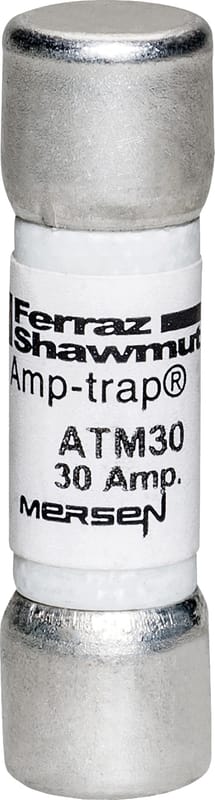 Ferraz
Shawmut
Amp-trap®
ATM30
30 Amp.
MERSEN